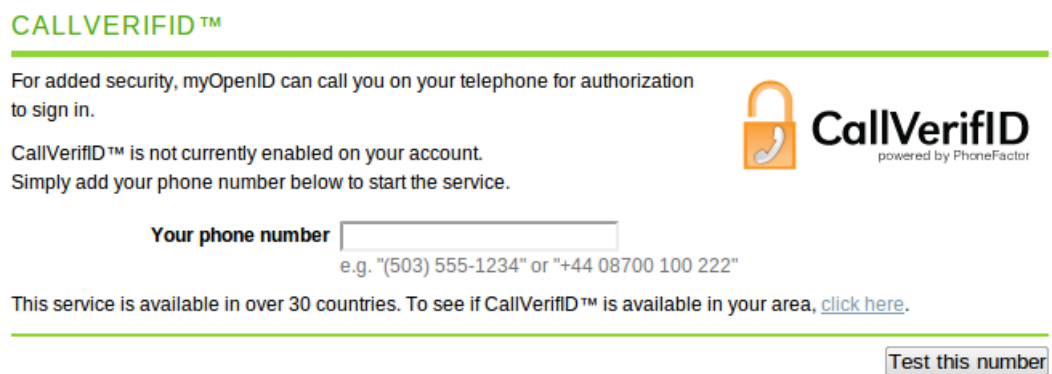 CALLVERIFID™
For added security, myOpenID can call you on your telephone for authorization
to sign in.
CallVerifID
powered by PhoneFactor
CallVerifID™ is not currently enabled on your account.
Simply add your phone number below to start the service.
Your phone number
e.g. "(503) 555-1234" or "+44 08700 100 222"
This service is available in over 30 countries. To see if CallVerifID™ is available in your area, click here.
Test this number